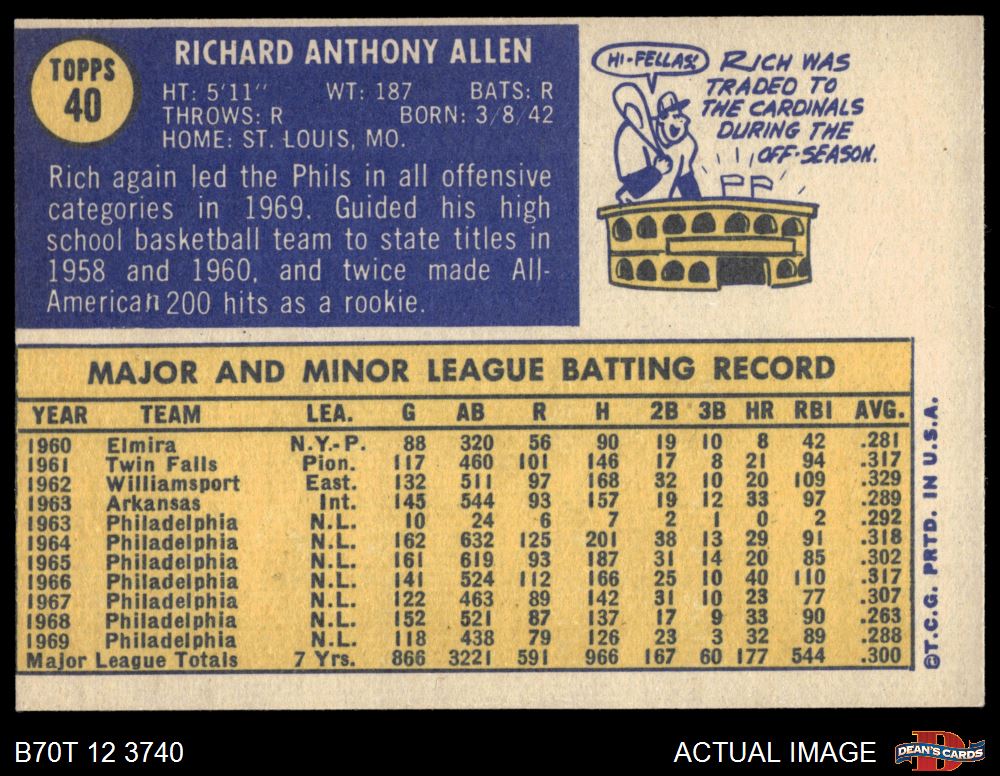 TOPPS
40
RICHARD ANTHONY ALLEN
HT: 5'11" WT: 187 BATS: R
THROWS: R BORN: 3/8/42
HOME: ST. LOUIS, MO.
Rich again led the Phils in all offensive
categories in 1969. Guided his high
school basketball team to state titles in
1958 and 1960, and twice made All-
American 200 hits as a rookie.
HI-FELLAS!
RICH WAS
TRADED TO
THE CARDINALS
DURING THE
OFF-SEASON.
MAJOR AND MINOR LEAGUE BATTING RECORD
YEAR TEAM LEA. G AB R H 2B 3B HR RBI AVG.
1960 Elmira N.Y.-P. 88 320 56 90 19 10 8 42 .281
1961 Twin Falls Pion. 117 460 101 146 17 8 21 94 .317
1962 Williamsport East. 132 511 97 168 32 10 20 109 .329
1963 Arkansas Int. 145 544 93 157 19 12 33 97 .289
1963 Philadelphia N.L. 10 24 6 7 2 1 0 2 .292
1964 Philadelphia N.L. 162 632 125 201 38 13 29 91 .318
1965 Philadelphia N.L. 161 619 93 187 31 14 20 85 .302
1966 Philadelphia N.L. 141 524 112 166 25 10 40 110 .317
1967 Philadelphia N.L. 122 463 89 142 31 10 23 77 .307
1968 Philadelphia N.L. 152 521 87 137 17 9 33 90 .263
1969 Philadelphia N.L. 118 438 79 126 23 3 32 89 .288
Major League Totals 7 Yrs. 866 3221 591 966 167 60 177 544 .300
©T.C.G. PRTD. IN U.S.A.
B70T 12 3740
ACTUAL IMAGE
D
DEAN'S CARDS